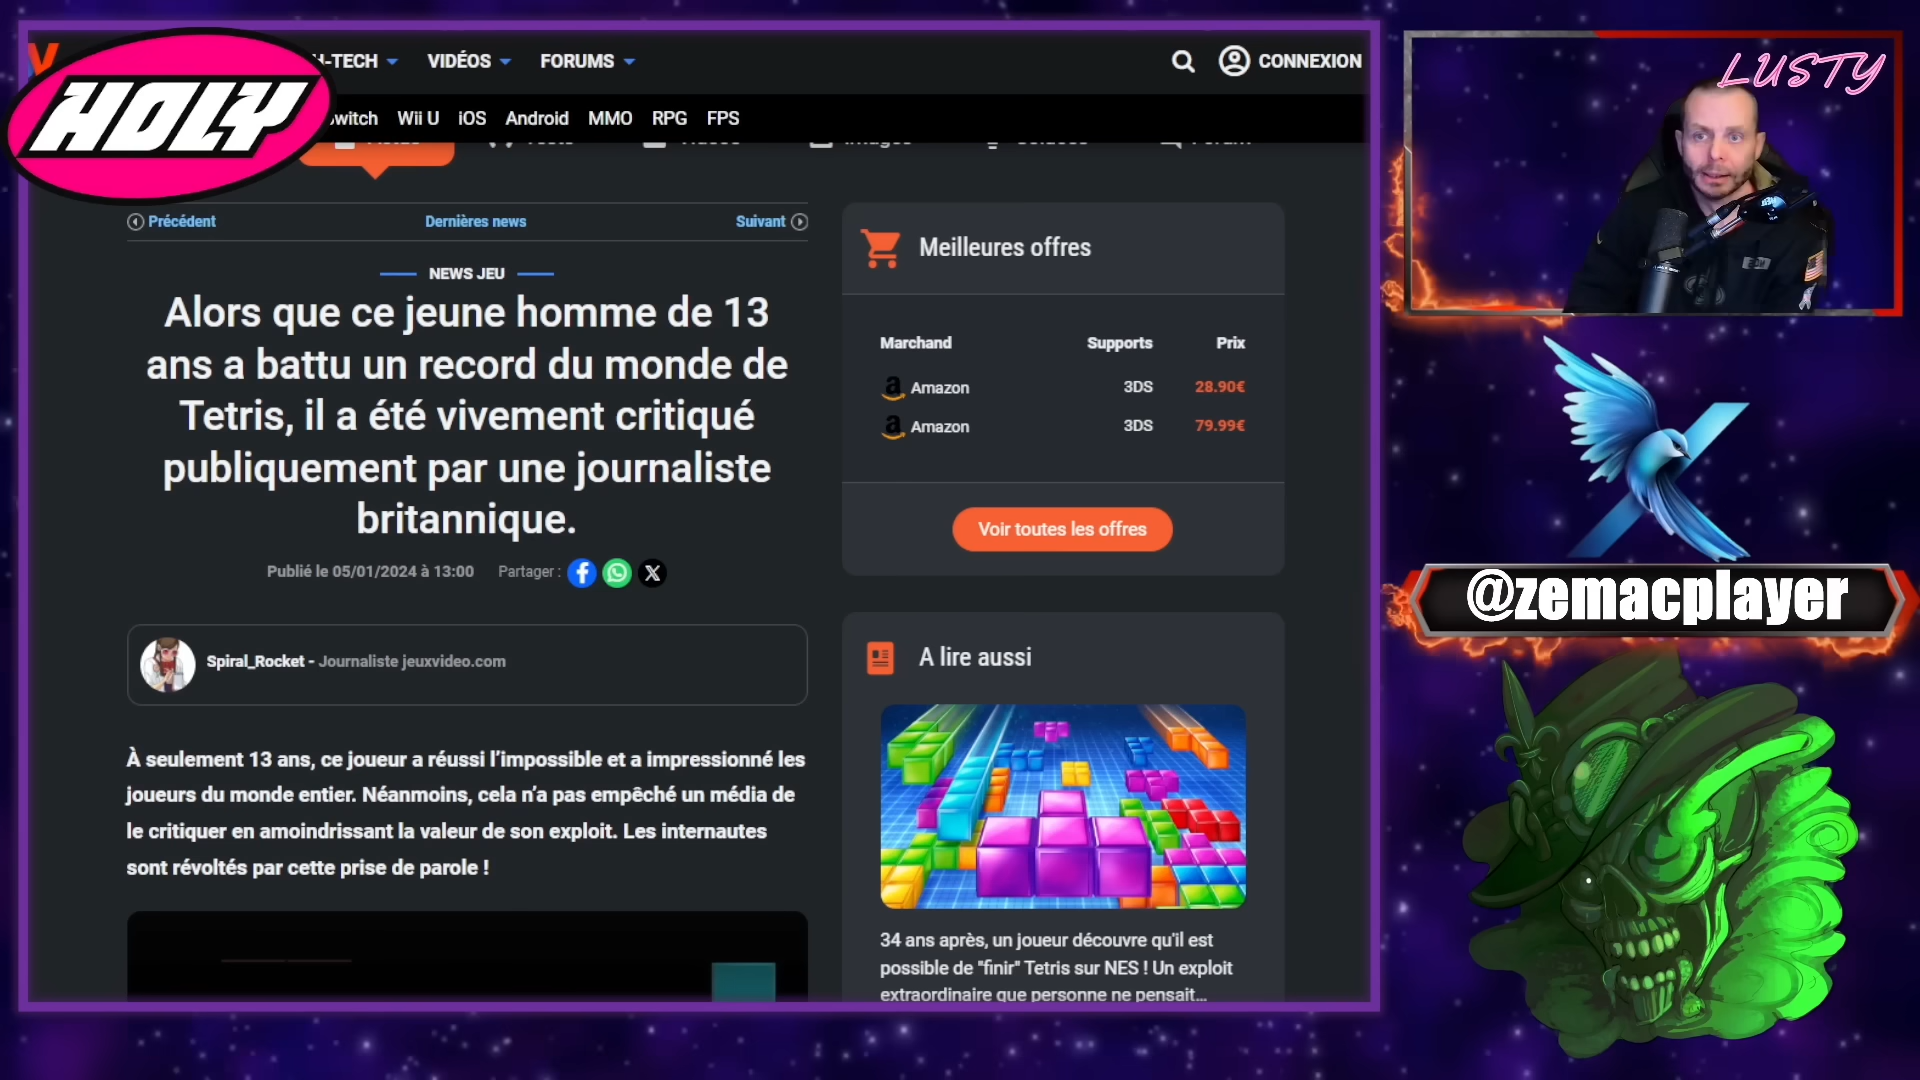 V
HOLY
H-TECH
VIDÉOS
FORUMS
CONNEXION
LUSTY
Switch Wii U iOS Android MMO RPG FPS
Précédent
Dernières news
Suivant
NEWS JEU
Alors que ce jeune homme de 13
ans a battu un record du monde de
Tetris, il a été vivement critiqué
publiquement par une journaliste
britannique.
Publié le 05/01/2024 à 13:00 Partager :
Spiral_Rocket - Journaliste jeuxvideo.com
À seulement 13 ans, ce joueur a réussi l’impossible et a impressionné les
joueurs du monde entier. Néanmoins, cela n’a pas empêché un média de
le critiquer en amoindrissant la valeur de son exploit. Les internautes
sont révoltés par cette prise de parole !
Meilleures offres
Marchand Supports Prix
Amazon 3DS 28.90€
Amazon 3DS 79.99€
Voir toutes les offres
A lire aussi
34 ans après, un joueur découvre qu'il est
possible de "finir" Tetris sur NES ! Un exploit
extraordinaire que personne ne pensait...
@zemacplayer